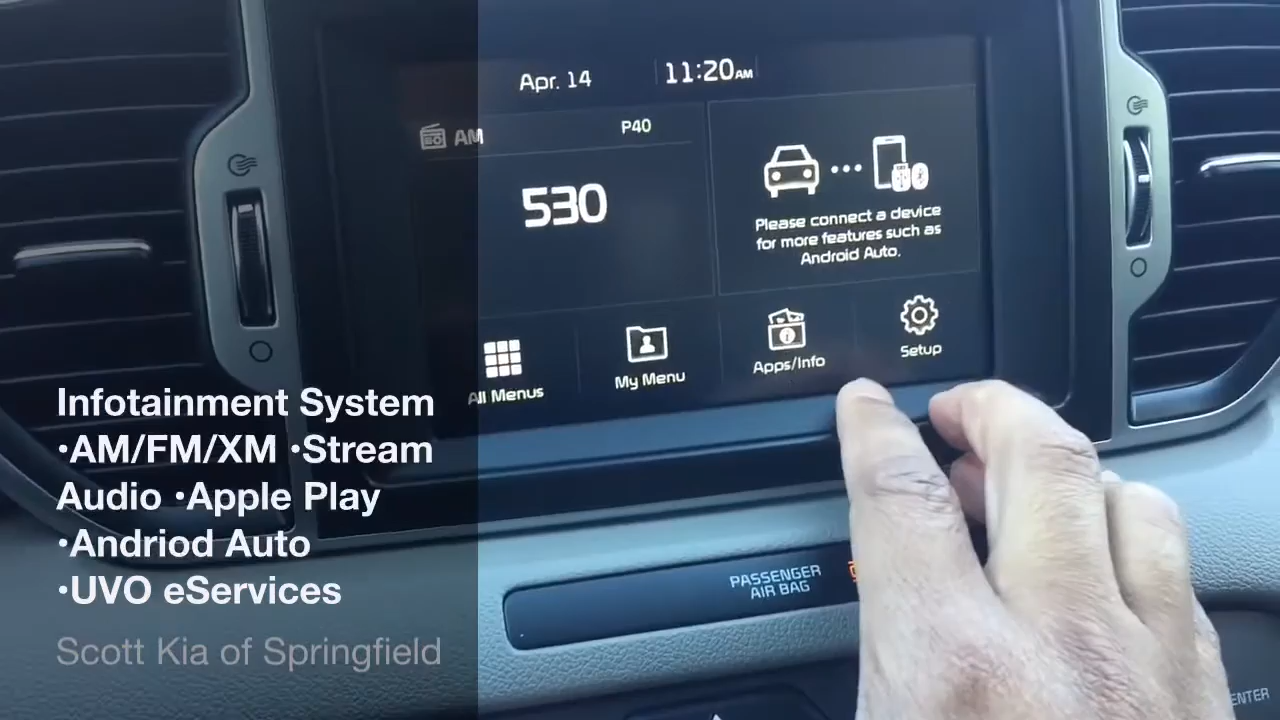 Apr. 14
11:20AM
AM
P40
530
Please connect a device
for more features such as
Android Auto.
All Menus
My Menu
Apps/Info
Setup
Infotainment System
•AM/FM/XM •Stream
Audio •Apple Play
•Andriod Auto
•UVO eServices
Scott Kia of Springfield
PASSENGER
AIR BAG